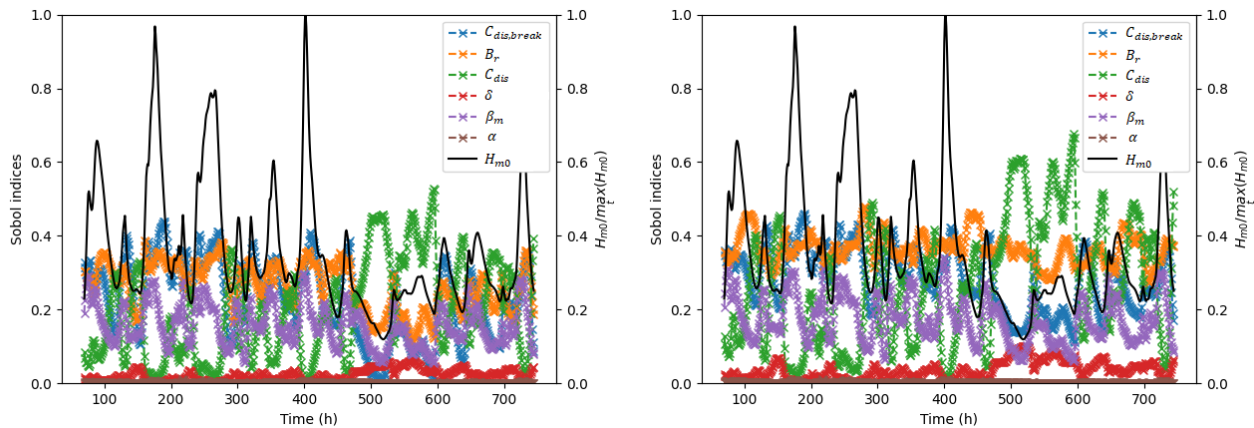 1.0
0.8
0.6
0.4
0.2
0.0
Sobol indices
100 200 300 400 500 600 700
Time (h)
1.0
0.8
0.6
0.4
0.2
0.0
H_{m0}/max_t(H_{m0})
C_{dis,break}
B_r
C_{dis}
δ
β_m
α
H_{m0}
1.0
0.8
0.6
0.4
0.2
0.0
Sobol indices
100 200 300 400 500 600 700
Time (h)
1.0
0.8
0.6
0.4
0.2
0.0
H_{m0}/max_t(H_{m0})
C_{dis,break}
B_r
C_{dis}
δ
β_m
α
H_{m0}